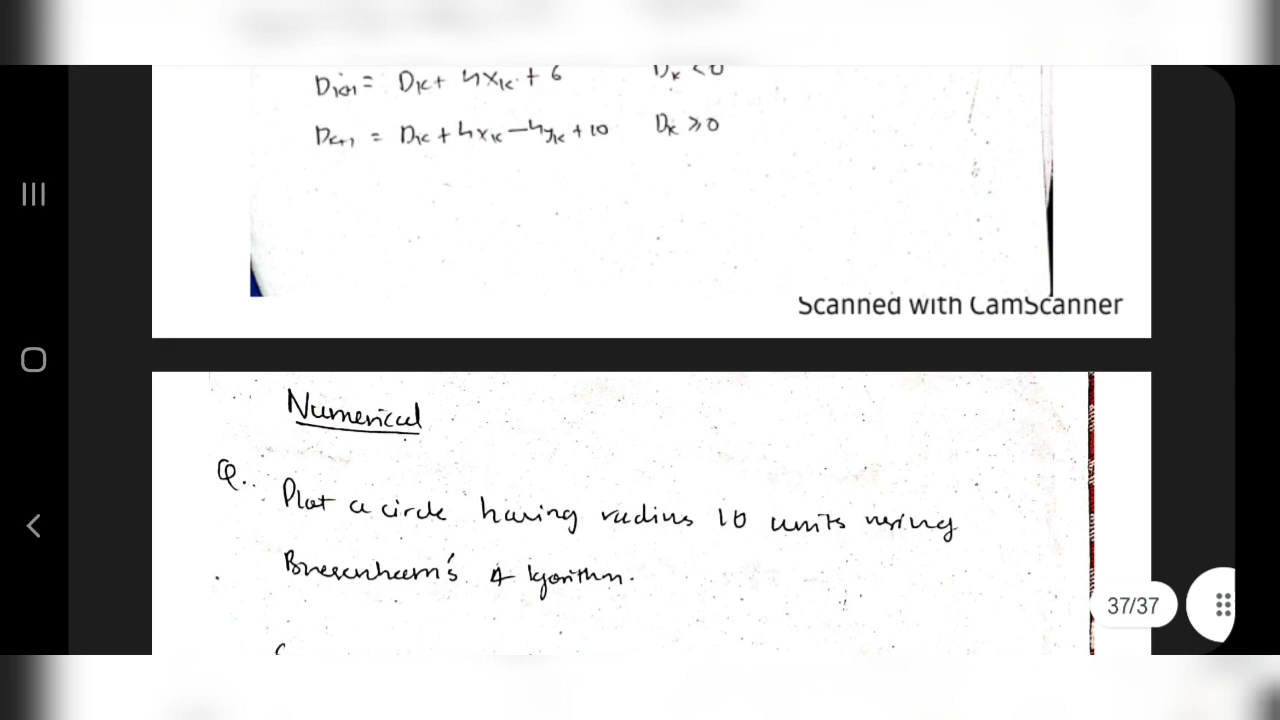 Dk+1 = Dk + 4xk + 6 Dk < 0
Dk+1 = Dk + 4xk - 4yk + 10 Dk ≥ 0
Scanned with CamScanner
Numerical
Q.. Plot a circle having radius 10 units using
Bresenham's Algorithm.
37/37